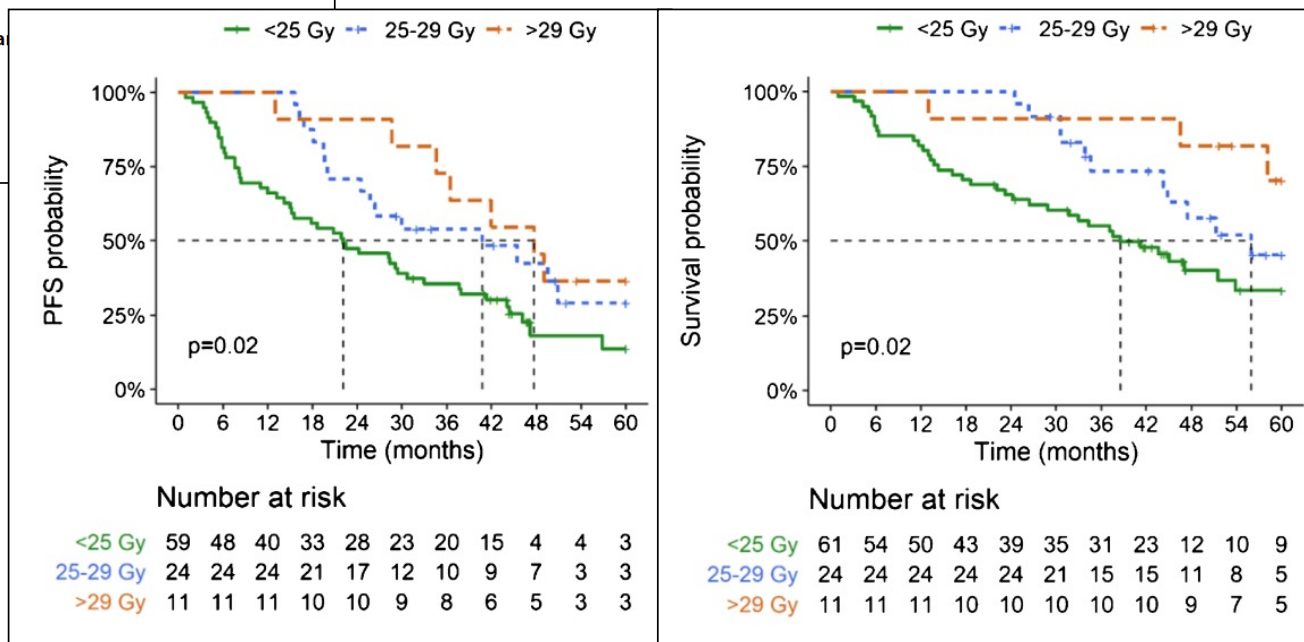 <25 Gy 25-29 Gy >29 Gy
PFS probability
100%
75%
50%
25%
0%
p=0.02
0 6 12 18 24 30 36 42 48 54 60
Time (months)
Number at risk
<25 Gy 59 48 40 33 28 23 20 15 4 4 3
25-29 Gy 24 24 24 21 17 12 10 9 7 3 3
>29 Gy 11 11 11 10 10 9 8 6 5 3 3
<25 Gy 25-29 Gy >29 Gy
Survival probability
100%
75%
50%
25%
0%
p=0.02
0 6 12 18 24 30 36 42 48 54 60
Time (months)
Number at risk
<25 Gy 61 54 50 43 39 35 31 23 12 10 9
25-29 Gy 24 24 24 24 24 21 15 15 11 8 5
>29 Gy 11 11 11 10 10 10 10 10 9 7 5